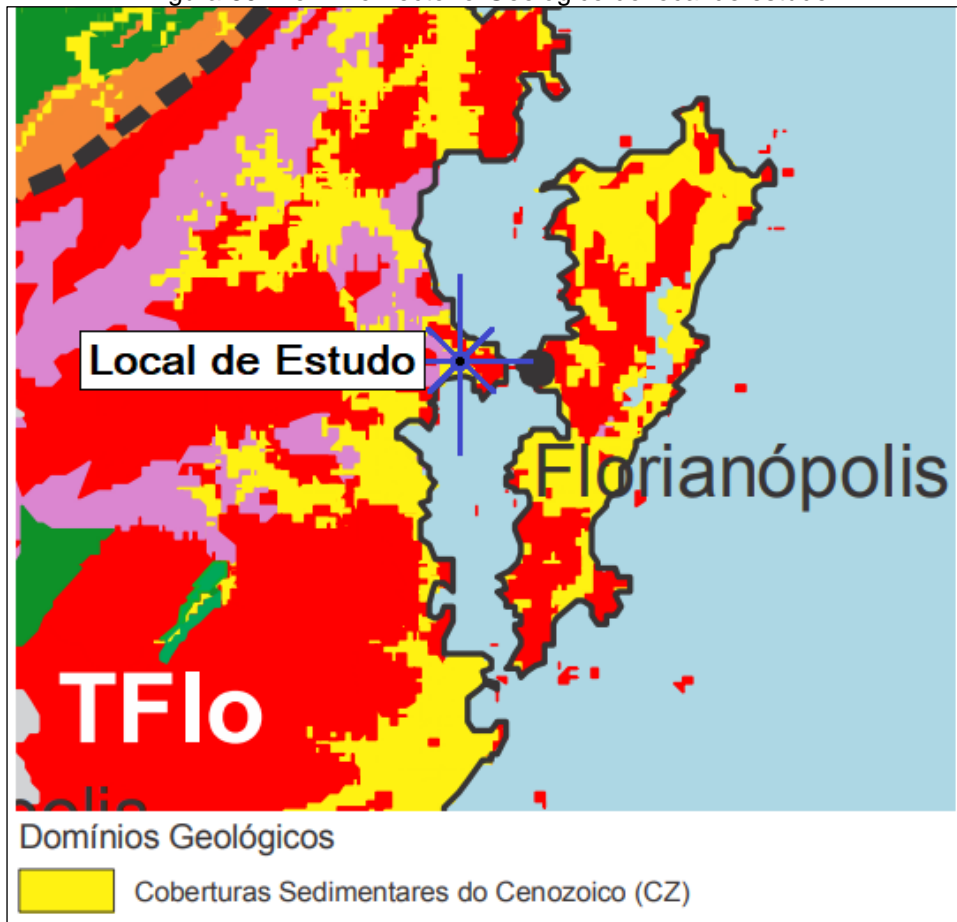 Local de Estudo
Florianópolis
TFlo
Domínios Geológicos
Coberturas Sedimentares do Cenozoico (CZ)